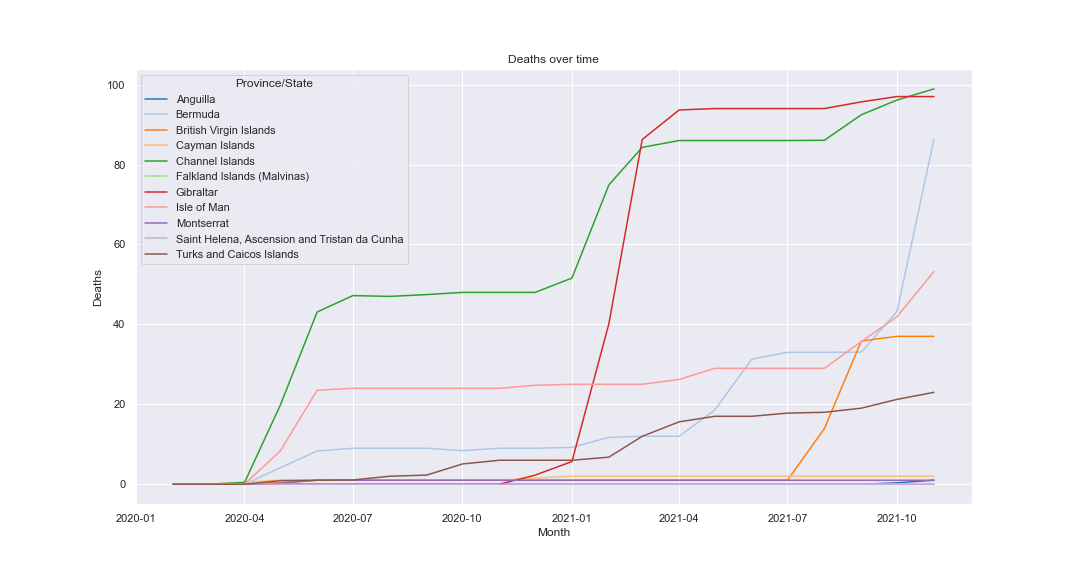 Deaths over time
Province/State
Anguilla
Bermuda
British Virgin Islands
Cayman Islands
Channel Islands
Falkland Islands (Malvinas)
Gibraltar
Isle of Man
Montserrat
Saint Helena, Ascension and Tristan da Cunha
Turks and Caicos Islands
Deaths
100
80
60
40
20
0
2020-01 2020-04 2020-07 2020-10 2021-01 2021-04 2021-07 2021-10
Month